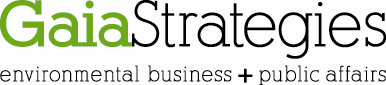 GaiaStrategies
environmental business + public affairs